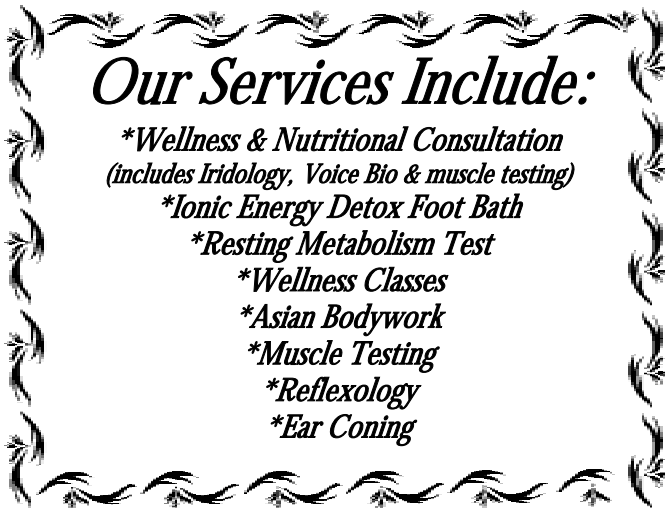 Our Services Include:
*Wellness & Nutritional Consultation
(includes Iridology, Voice Bio & muscle testing)
*Ionic Energy Detox Foot Bath
*Resting Metabolism Test
*Wellness Classes
*Asian Bodywork
*Muscle Testing
*Reflexology
*Ear Coning